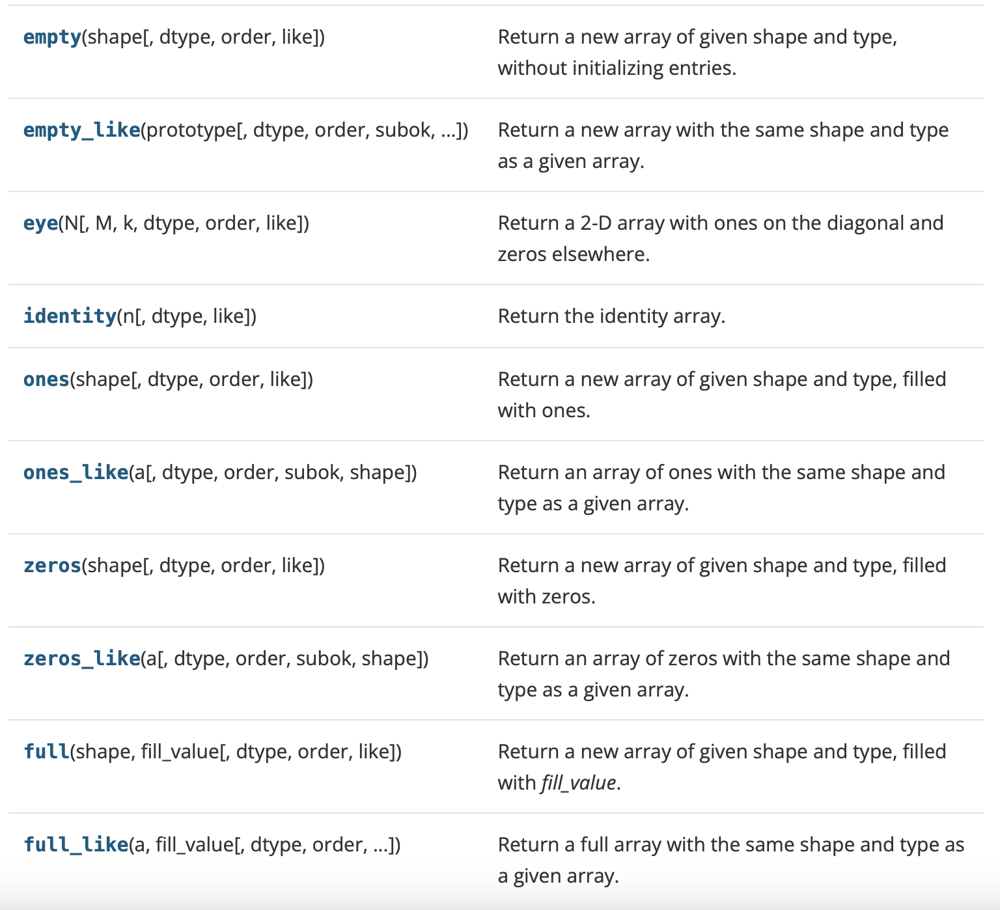 empty(shape[, dtype, order, like]) Return a new array of given shape and type,
without initializing entries.
empty_like(prototype[, dtype, order, subok, ...]) Return a new array with the same shape and type
as a given array.
eye(N[, M, k, dtype, order, like]) Return a 2-D array with ones on the diagonal and
zeros elsewhere.
identity(n[, dtype, like]) Return the identity array.
ones(shape[, dtype, order, like]) Return a new array of given shape and type, filled
with ones.
ones_like(a[, dtype, order, subok, shape]) Return an array of ones with the same shape and
type as a given array.
zeros(shape[, dtype, order, like]) Return a new array of given shape and type, filled
with zeros.
zeros_like(a[, dtype, order, subok, shape]) Return an array of zeros with the same shape and
type as a given array.
full(shape, fill_value[, dtype, order, like]) Return a new array of given shape and type, filled
with fill_value.
full_like(a, fill_value[, dtype, order, ...]) Return a full array with the same shape and type as
a given array.